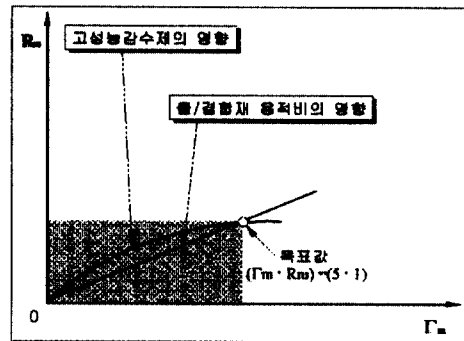 Rm
고성능감수제의 영향
물/결합재 용적비의 영향
목표값
(Γm · Rm) = (5 · 1)
0
Γm